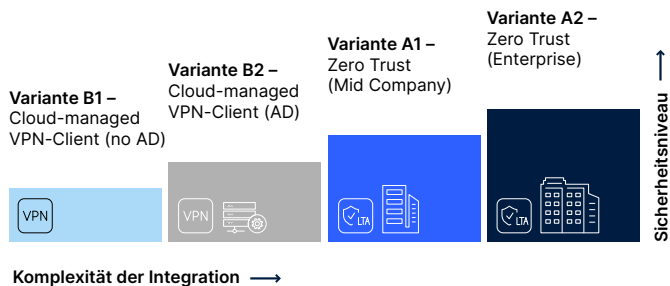 Variante B1 –
Cloud-managed
VPN-Client (no AD)
VPN
Variante B2 –
Cloud-managed
VPN-Client (AD)
VPN
Variante A1 –
Zero Trust
(Mid Company)
LTA
Variante A2 –
Zero Trust
(Enterprise)
LTA
Sicherheitsniveau
Komplexität der Integration